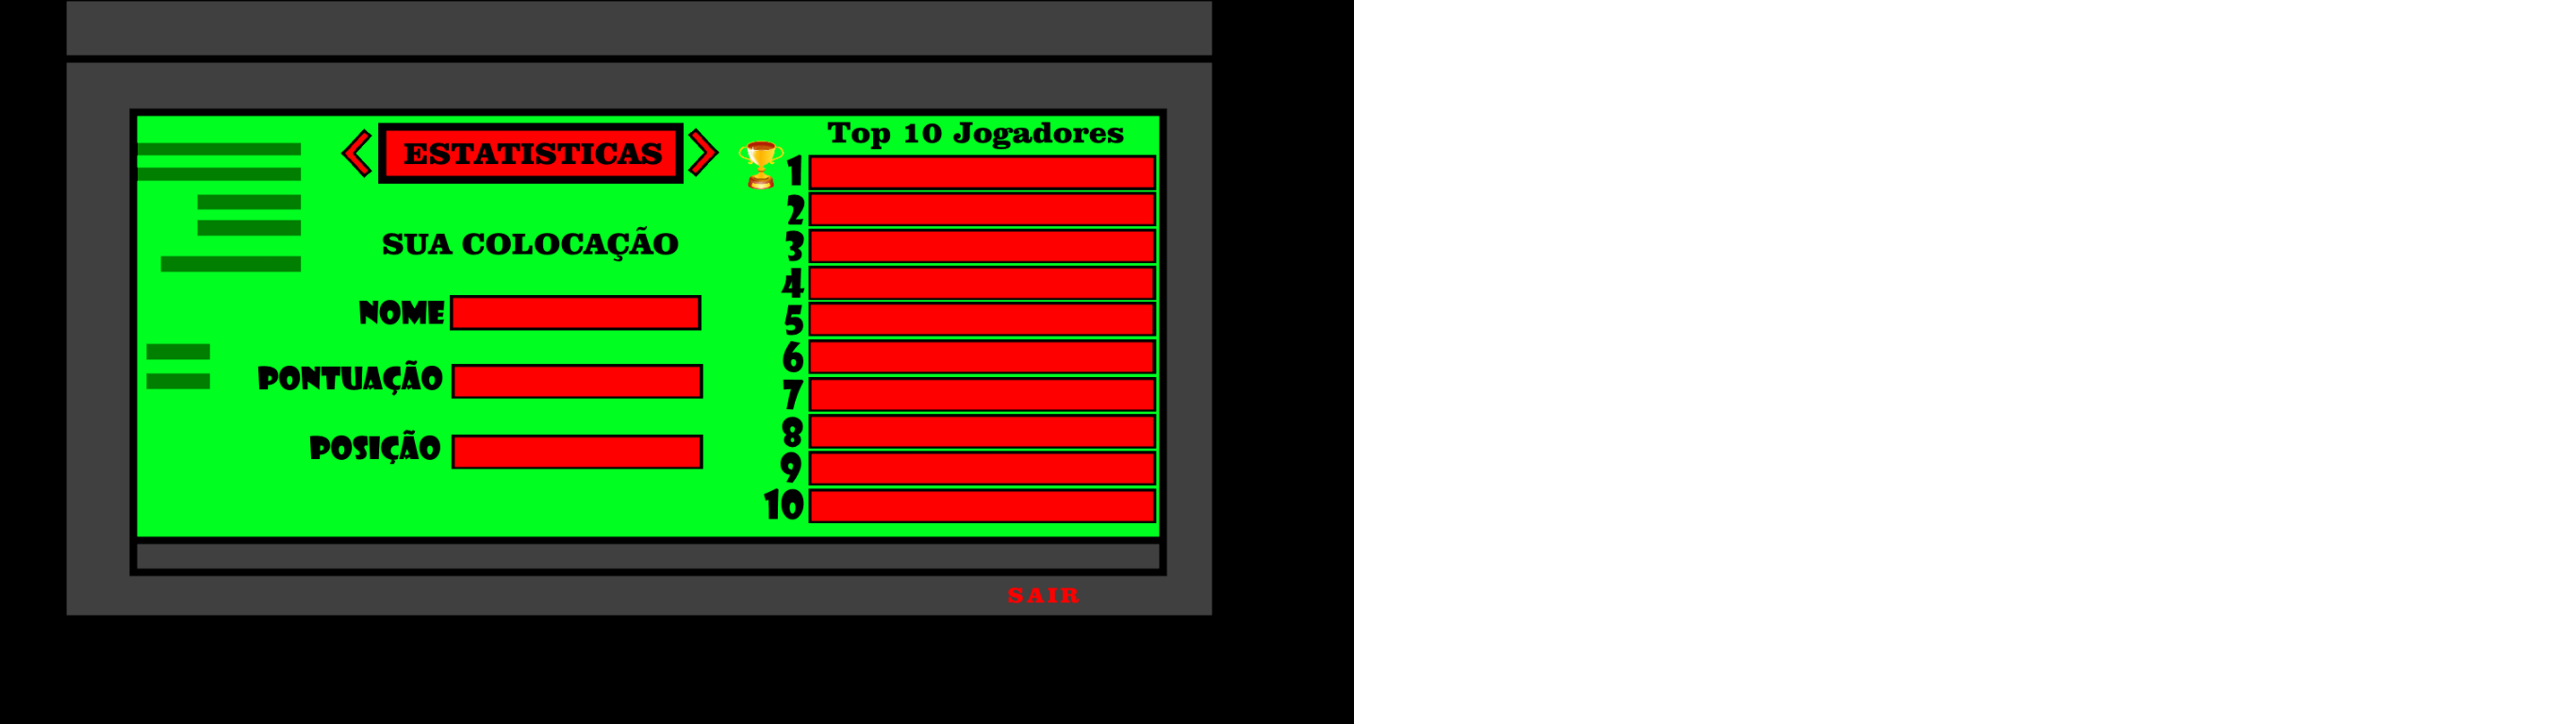 ESTATISTICAS
SUA COLOCAÇÃO
NOME
PONTUAÇÃO
POSIÇÃO
Top 10 Jogadores
1
2
3
4
5
6
7
8
9
10
SAIR